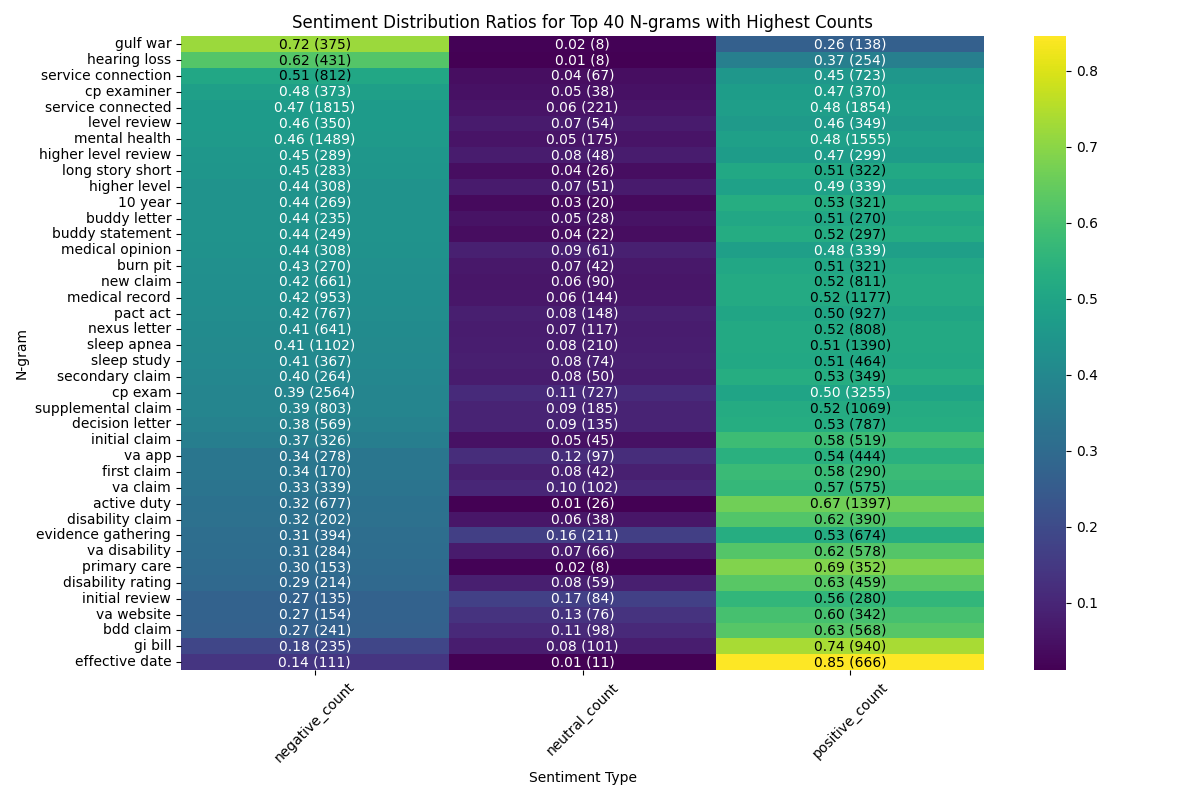 Sentiment Distribution Ratios for Top 40 N-grams with Highest Counts
gulf war 0.72 (375) 0.02 (8) 0.26 (138)
hearing loss 0.62 (431) 0.01 (8) 0.37 (254)
service connection 0.51 (812) 0.04 (67) 0.45 (723)
cp examiner 0.48 (373) 0.05 (38) 0.47 (370)
service connected 0.47 (1815) 0.06 (221) 0.48 (1854)
level review 0.46 (350) 0.07 (54) 0.46 (349)
mental health 0.46 (1489) 0.05 (175) 0.48 (1555)
higher level review 0.45 (289) 0.08 (48) 0.47 (299)
long story short 0.45 (283) 0.04 (26) 0.51 (322)
higher level 0.44 (308) 0.07 (51) 0.49 (339)
10 year 0.44 (269) 0.03 (20) 0.53 (321)
buddy letter 0.44 (235) 0.05 (28) 0.51 (270)
buddy statement 0.44 (249) 0.04 (22) 0.52 (297)
medical opinion 0.44 (308) 0.09 (61) 0.48 (339)
burn pit 0.43 (270) 0.07 (42) 0.51 (321)
new claim 0.42 (661) 0.06 (90) 0.52 (811)
medical record 0.42 (953) 0.06 (144) 0.52 (1177)
pact act 0.42 (767) 0.08 (148) 0.50 (927)
nexus letter 0.41 (641) 0.07 (117) 0.52 (808)
sleep apnea 0.41 (1102) 0.08 (210) 0.51 (1390)
sleep study 0.41 (367) 0.08 (74) 0.51 (464)
secondary claim 0.40 (264) 0.08 (50) 0.53 (349)
cp exam 0.39 (2564) 0.11 (727) 0.50 (3255)
supplemental claim 0.39 (803) 0.09 (185) 0.52 (1069)
decision letter 0.38 (569) 0.09 (135) 0.53 (787)
initial claim 0.37 (326) 0.05 (45) 0.58 (519)
va app 0.34 (278) 0.12 (97) 0.54 (444)
first claim 0.34 (170) 0.08 (42) 0.58 (290)
va claim 0.33 (339) 0.10 (102) 0.57 (575)
active duty 0.32 (677) 0.01 (26) 0.67 (1397)
disability claim 0.32 (202) 0.06 (38) 0.62 (390)
evidence gathering 0.31 (394) 0.16 (211) 0.53 (674)
va disability 0.31 (284) 0.07 (66) 0.62 (578)
primary care 0.30 (153) 0.02 (8) 0.69 (352)
disability rating 0.29 (214) 0.08 (59) 0.63 (459)
initial review 0.27 (135) 0.17 (84) 0.56 (280)
va website 0.27 (154) 0.13 (76) 0.60 (342)
bdd claim 0.27 (241) 0.11 (98) 0.63 (568)
gi bill 0.18 (235) 0.08 (101) 0.74 (940)
effective date 0.14 (111) 0.01 (11) 0.85 (666)
N-gram
negative_count neutral_count positive_count
Sentiment Type
0.8
0.7
0.6
0.5
0.4
0.3
0.2
0.1